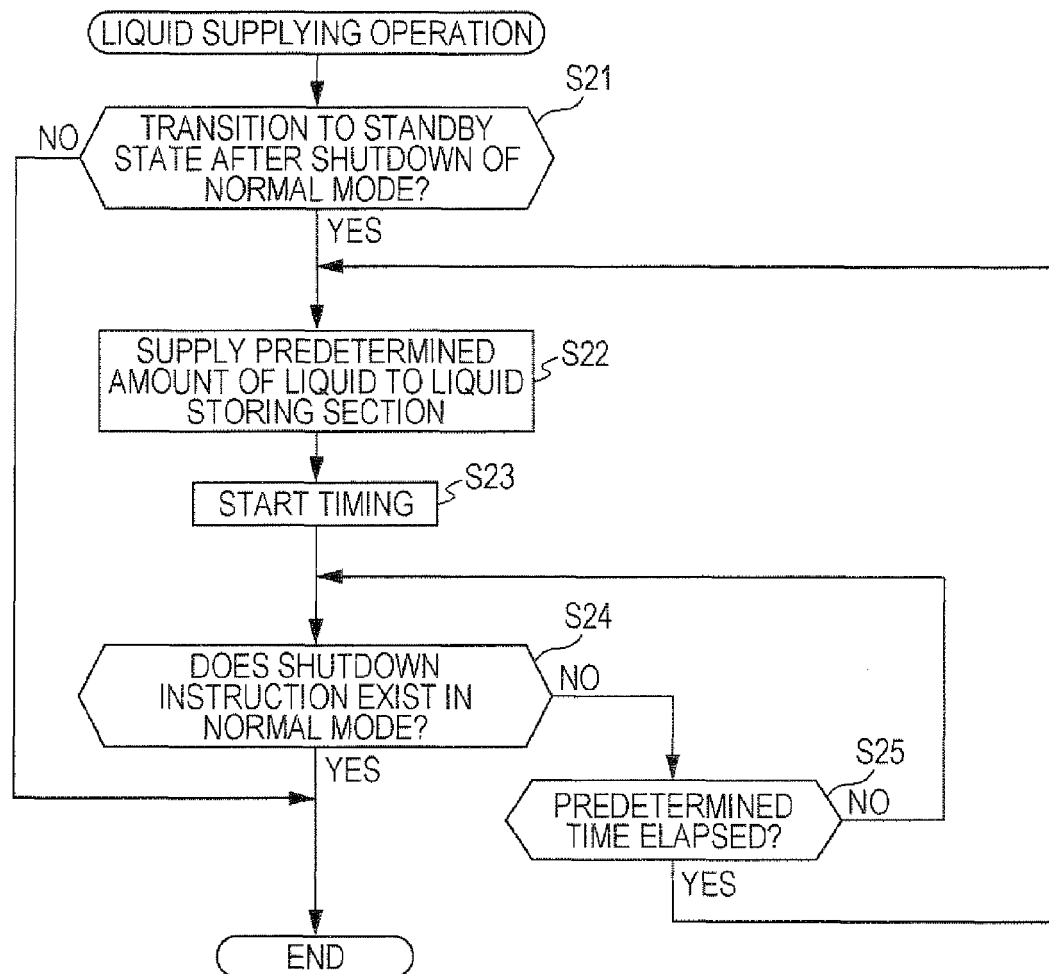 LIQUID SUPPLYING OPERATION
S21
NO
TRANSITION TO STANDBY
STATE AFTER SHUTDOWN OF
NORMAL MODE?
YES
SUPPLY PREDETERMINED
AMOUNT OF LIQUID TO LIQUID
STORING SECTION
S22
START TIMING
S23
S24
DOES SHUTDOWN
INSTRUCTION EXIST IN
NORMAL MODE?
NO
YES
S25
PREDETERMINED
TIME ELAPSED?
NO
YES
END